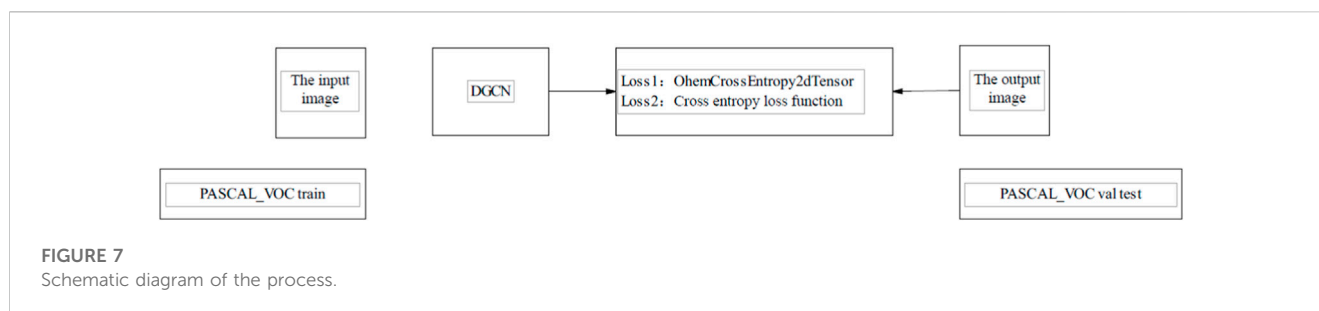 The input
image
DGCN
Loss1：OhemCrossEntropy2dTensor
Loss2：Cross entropy loss function
The output
image
PASCAL_VOC train
PASCAL_VOC val test
FIGURE 7
Schematic diagram of the process.